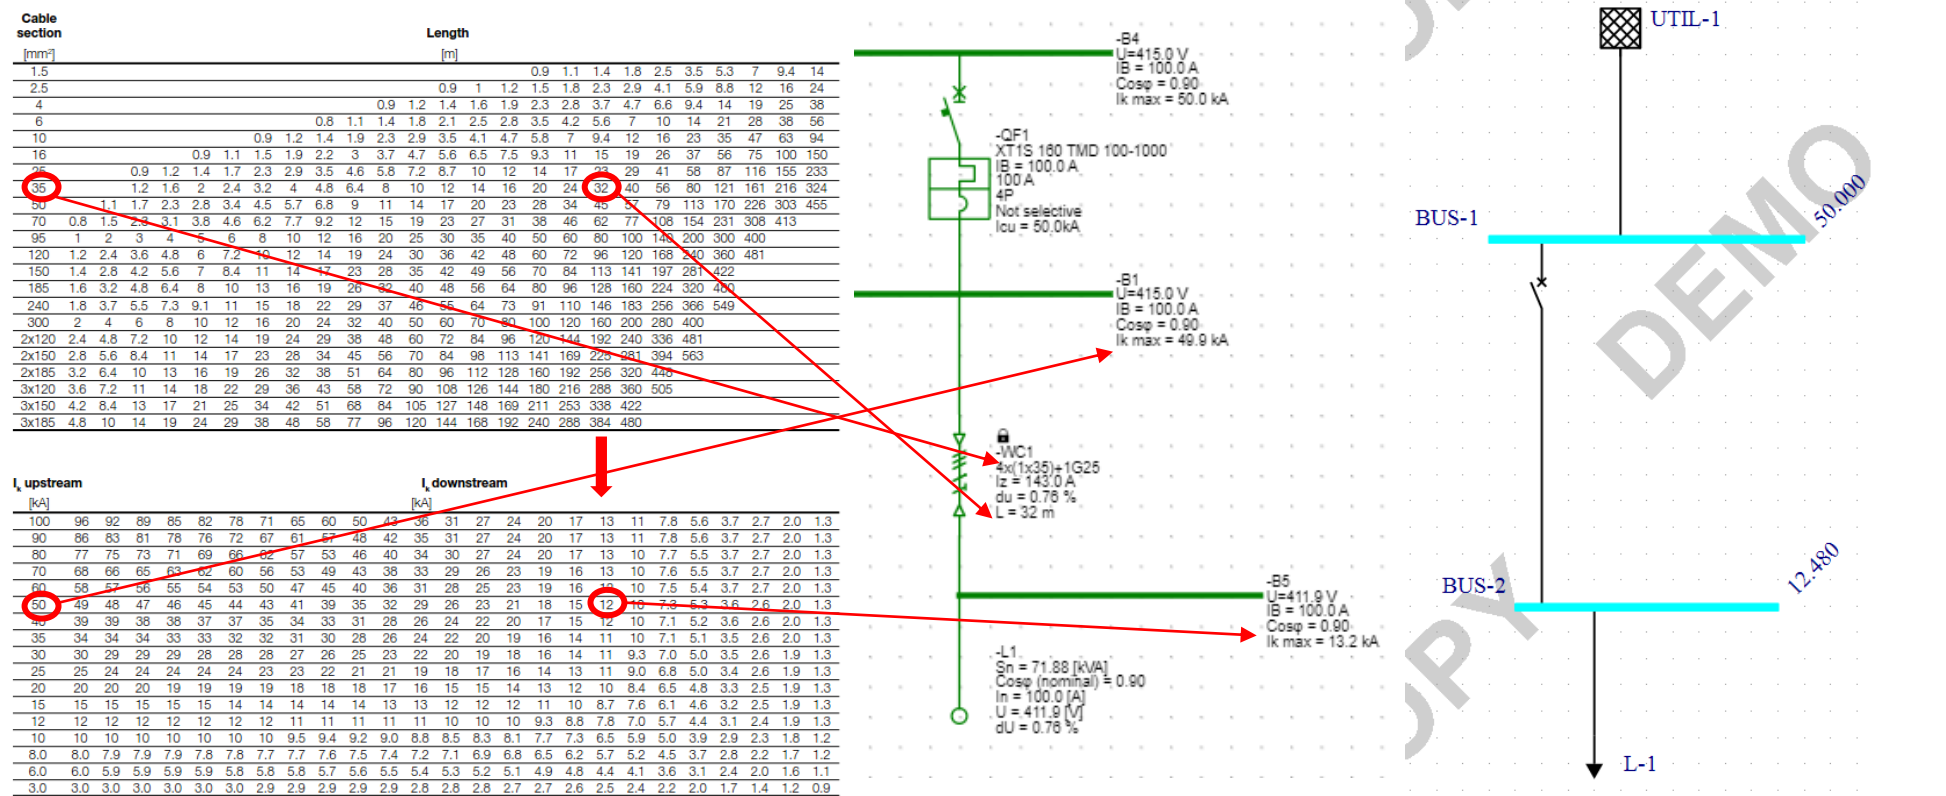 Cable
section
Length
[mm²]
[m]
1.5 0.9 1.1 1.4 1.8 2.5 3.5 5.3 7 9.4 14
2.5 0.9 1 1.2 1.5 1.8 2.3 2.9 4.1 5.9 8.8 12 16 24
4 0.9 1.2 1.4 1.6 1.9 2.3 2.8 3.7 4.7 6.6 9.4 14 19 25 38
6 0.8 1.1 1.4 1.8 2.1 2.5 2.8 3.5 4.2 5.6 7 10 14 21 28 38 56
10 0.9 1.2 1.4 1.9 2.3 2.9 3.5 4.1 4.7 5.8 7 9.4 12 16 23 35 47 63 94
16 0.9 1.1 1.5 1.9 2.2 3 3.7 4.7 5.6 6.5 7.5 9.3 11 15 19 26 37 56 75 100 150
25 0.9 1.2 1.4 1.7 2.3 2.9 3.5 4.6 5.8 7.2 8.7 10 12 14 17 23 29 41 58 87 116 155 233
35 1.2 1.6 2 2.4 3.2 4 4.8 6.4 8 10 12 14 16 20 24 32 40 56 80 121 161 216 324
50 1.1 1.7 2.3 2.8 3.4 4.5 5.7 6.8 9 11 14 17 20 23 28 34 45 57 79 113 170 226 303 455
70 0.8 1.5 2.3 3.1 3.8 4.6 6.2 7.7 9.2 12 15 19 23 27 31 38 46 62 77 108 154 231 308 413
95 1 2 3 4 5 6 8 10 12 16 20 25 30 35 40 50 60 80 100 140 200 300 400
120 1.2 2.4 3.6 4.8 6 7.2 10 12 14 19 24 30 36 42 48 60 72 96 120 168 240 360 481
150 1.4 2.8 4.2 5.6 7 8.4 11 14 17 23 28 35 42 49 56 70 84 113 141 197 281 422
185 1.6 3.2 4.8 6.4 8 10 13 16 19 26 32 40 48 56 64 80 96 128 160 224 320 480
240 1.8 3.7 5.5 7.3 9.1 11 15 18 22 29 37 46 55 64 73 91 110 146 183 256 366 549
300 2 4 6 8 10 12 16 20 24 32 40 50 60 70 80 100 120 160 200 280 400
2x120 2.4 4.8 7.2 10 12 14 19 24 29 38 48 60 72 84 96 120 144 192 240 336 481
2x150 2.8 5.6 8.4 11 14 17 23 28 34 45 56 70 84 98 113 141 169 225 281 394 563
2x185 3.2 6.4 10 13 16 19 26 32 38 51 64 80 96 112 128 160 192 256 320 448
3x120 3.6 7.2 11 14 18 22 29 36 43 58 72 90 108 126 144 180 216 288 360 505
3x150 4.2 8.4 13 17 21 25 34 42 51 68 84 105 127 148 169 211 253 338 422
3x185 4.8 10 14 19 24 29 38 48 58 77 96 120 144 168 192 240 288 384 480
Ik upstream
Ik downstream
[kA]
[kA]
100 96 92 89 85 82 78 71 65 60 50 43 36 31 27 24 20 17 13 11 7.8 5.6 3.7 2.7 2.0 1.3
90 86 83 81 78 76 72 67 61 57 48 42 35 31 27 24 20 17 13 11 7.8 5.6 3.7 2.7 2.0 1.3
80 77 75 73 71 69 66 62 57 53 46 40 34 30 27 24 20 17 13 10 7.7 5.5 3.7 2.7 2.0 1.3
70 68 66 65 63 62 60 56 53 49 43 38 33 29 26 23 19 16 13 10 7.6 5.5 3.7 2.7 2.0 1.3
60 58 57 56 55 54 53 50 47 45 40 36 31 28 25 23 19 16 12 10 7.5 5.4 3.7 2.7 2.0 1.3
50 49 48 47 46 45 44 43 41 39 35 32 29 26 23 21 18 15 12 10 7.3 5.3 3.6 2.6 2.0 1.3
40 39 39 38 38 37 37 35 34 33 31 28 26 24 22 20 17 15 12 10 7.1 5.2 3.6 2.6 2.0 1.3
35 34 34 34 33 33 32 32 31 30 28 26 24 22 20 19 16 14 11 10 7.1 5.1 3.5 2.6 2.0 1.3
30 30 29 29 29 28 28 28 27 26 25 23 22 20 19 18 16 14 11 9.3 7.0 5.0 3.5 2.6 1.9 1.3
25 25 24 24 24 24 24 23 23 22 21 21 19 18 17 16 14 13 11 9.0 6.8 5.0 3.4 2.6 1.9 1.3
20 20 20 20 19 19 19 19 18 18 18 17 16 15 15 14 13 12 10 8.4 6.5 4.8 3.3 2.5 1.9 1.3
15 15 15 15 15 15 14 14 14 14 14 13 13 12 12 12 11 10 8.7 7.6 6.1 4.6 3.2 2.5 1.9 1.3
12 12 12 12 12 12 12 12 11 11 11 11 11 10 10 10 9.3 8.8 7.8 7.0 5.7 4.4 3.1 2.4 1.9 1.3
10 10 10 10 10 10 10 10 9.5 9.4 9.2 9.0 8.8 8.5 8.3 8.1 7.7 7.3 6.5 5.9 5.0 3.9 2.9 2.3 1.8 1.2
8.0 8.0 7.9 7.9 7.9 7.8 7.8 7.7 7.7 7.6 7.5 7.4 7.2 7.1 6.9 6.8 6.5 6.2 5.7 5.2 4.5 3.7 2.8 2.2 1.7 1.2
6.0 6.0 5.9 5.9 5.9 5.9 5.8 5.8 5.8 5.7 5.6 5.5 5.4 5.3 5.2 5.1 4.9 4.8 4.4 4.1 3.6 3.1 2.4 2.0 1.6 1.1
3.0 3.0 3.0 3.0 3.0 3.0 3.0 2.9 2.9 2.9 2.9 2.9 2.8 2.8 2.8 2.7 2.7 2.6 2.5 2.4 2.2 2.0 1.7 1.4 1.2 0.9
-B4
U=415.0 V
IB = 100.0 A
Cosφ = 0.90
Ik max = 50.0 kA
-QF1
XT1S 160 TMD 100-1000
IB = 100.0 A
100 A
4P
Not selective
Icu = 50.0kA
-B1
U=415.0 V
IB = 100.0 A
Cosφ = 0.90
Ik max = 49.9 kA
-WC1
4x(1x35)+1G25
Iz = 143.0 A
du = 0.76 %
L = 32 m
-B5
U=411.9 V
IB = 100.0 A
Cosφ = 0.90
Ik max = 13.2 kA
-L1
Sn = 71.88 [kVA]
Cosφ (nominal) = 0.90
In = 100.0 [A]
U = 411.9 [V]
dU = 0.76 %
UTIL-1
BUS-1
50.000
DEMO
BUS-2
12.480
L-1